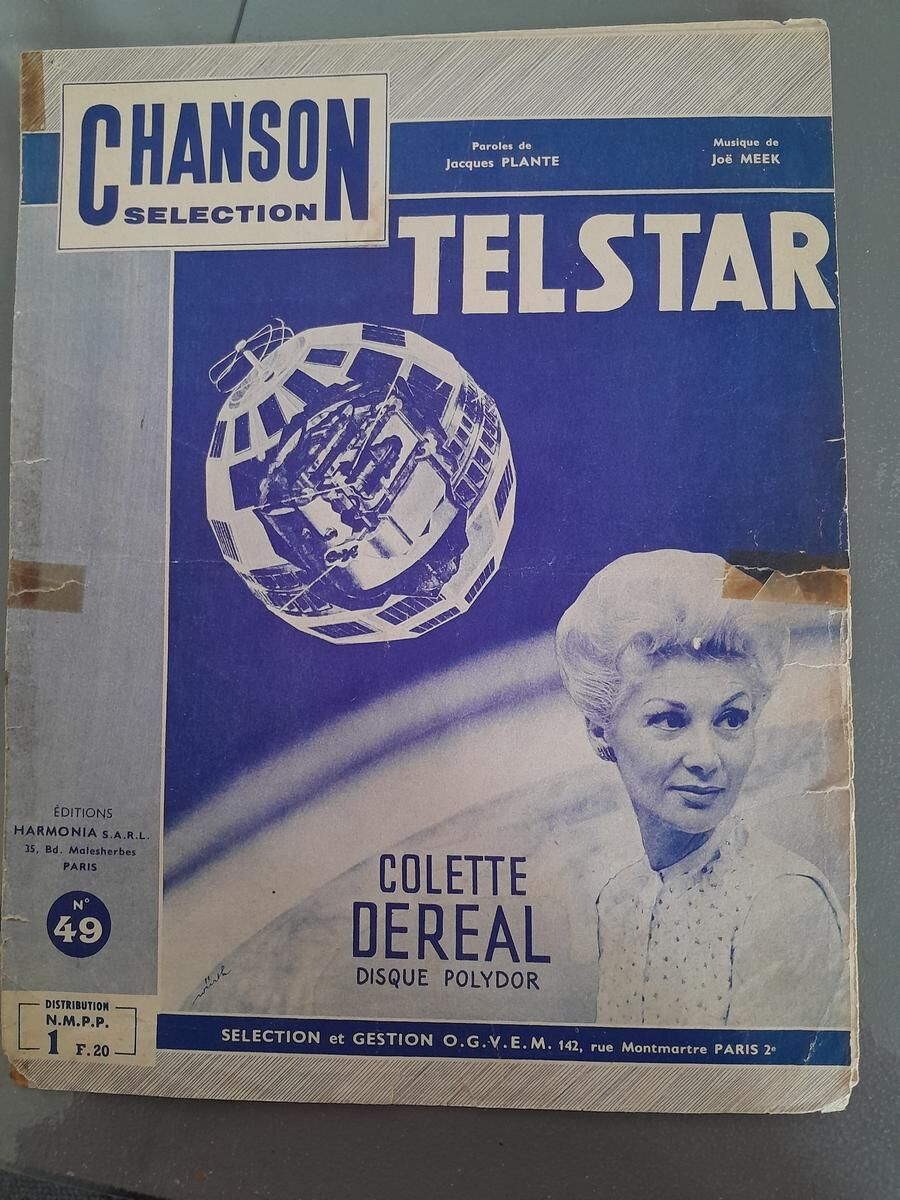 CHANSON
SELECTION
Paroles de
Jacques PLANTE
Musique de
Joë MEEK
TELSTAR
ÉDITIONS
HARMONIA S.A.R.L.
35, Bd. Malesherbes
PARIS
N°
49
COLETTE
DEREAL
DISQUE POLYDOR
DISTRIBUTION
N.M.P.P.
1 F.20
SELECTION et GESTION O.G.V.E.M. 142, rue Montmartre PARIS 2e